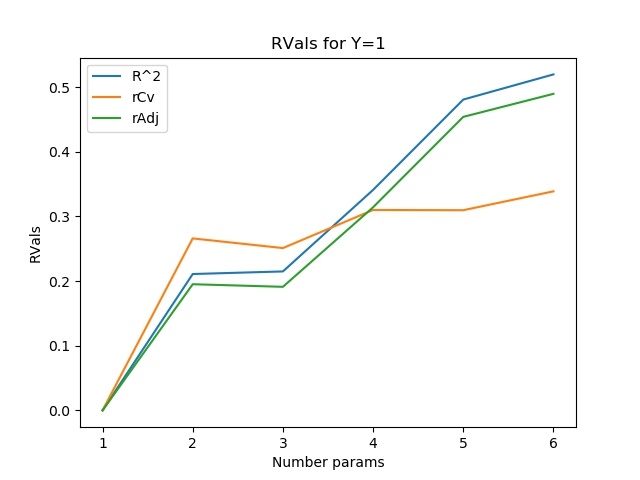 RVals for Y=1
R^2
rCv
rAdj
RVals
0.5
0.4
0.3
0.2
0.1
0.0
1 2 3 4 5 6
Number params